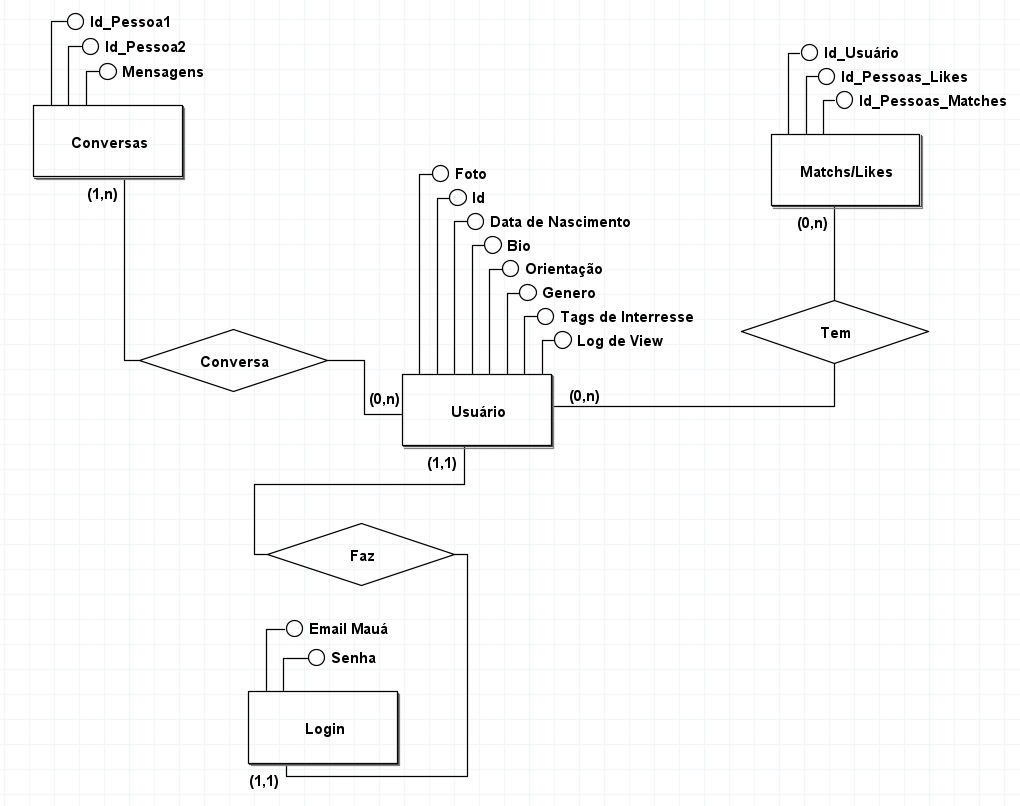 Id_Pessoa1
Id_Pessoa2
Mensagens
Conversas
(1,n)
Id_Usuário
Id_Pessoas_Likes
Id_Pessoas_Matches
Matchs/Likes
(0,n)
Foto
Id
Data de Nascimento
Bio
Orientação
Genero
Tags de Interresse
Log de View
Tem
Conversa
(0,n)
Usuário
(0,n)
(1,1)
Faz
Email Mauá
Senha
Login
(1,1)